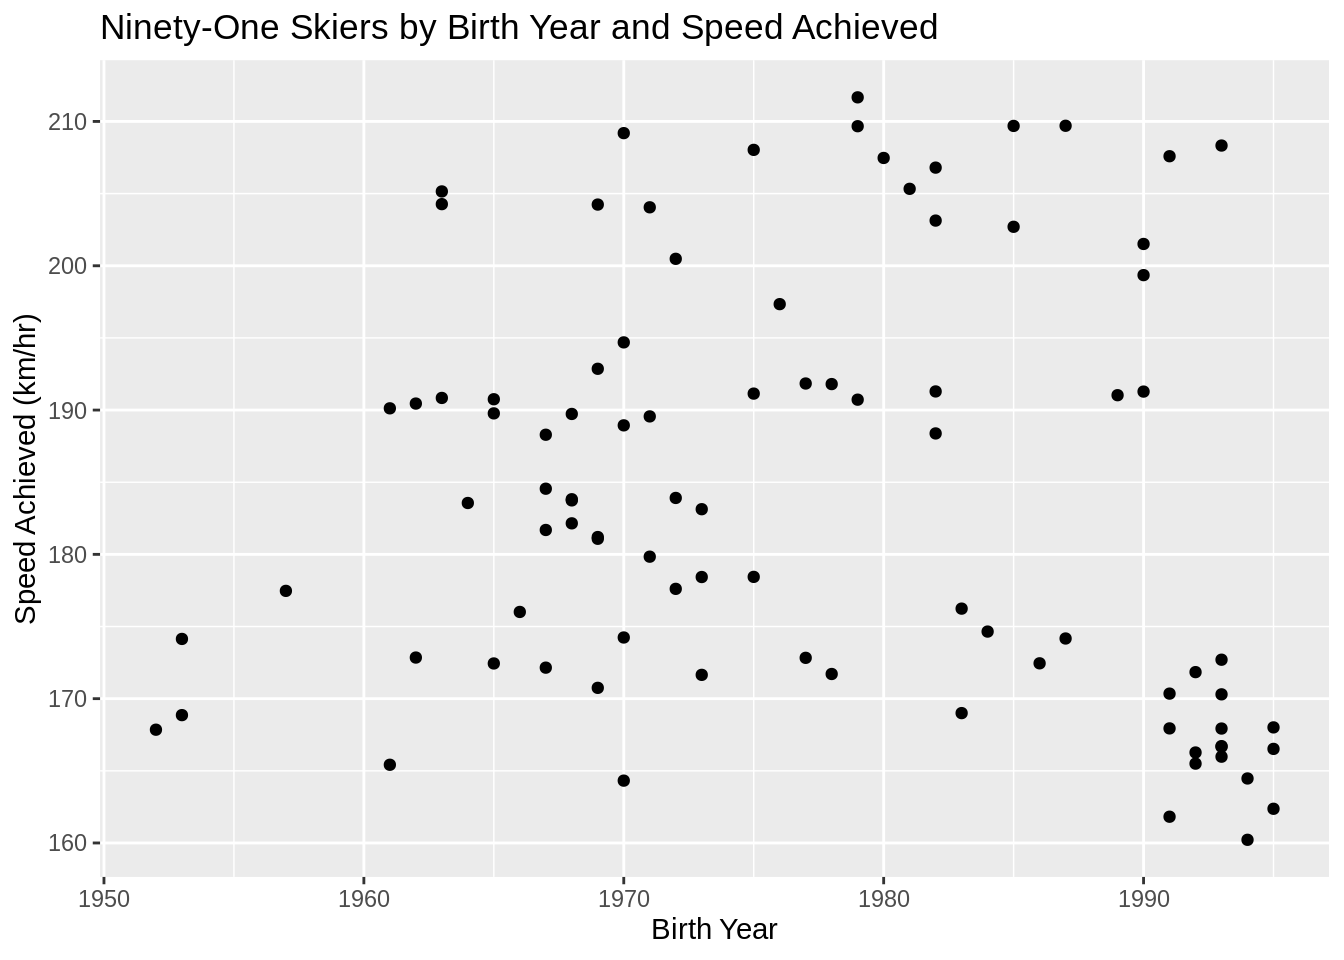 Ninety-One Skiers by Birth Year and Speed Achieved
Speed Achieved (km/hr)
210
200
190
180
170
160
1950 1960 1970 1980 1990
Birth Year